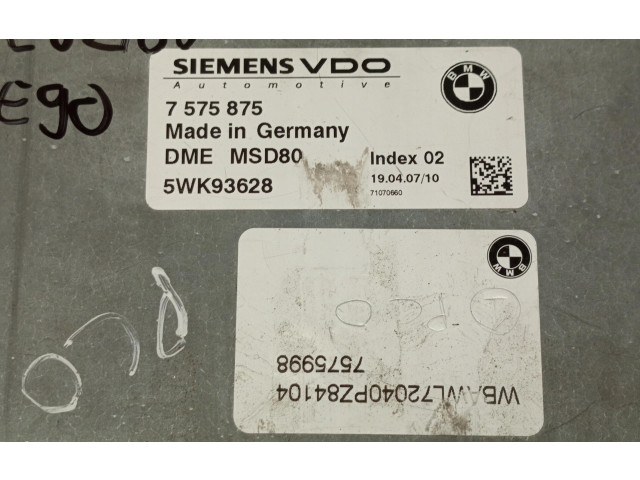 E90
SIEMENS VDO
Automotive
BMW
7 575 875
Made in Germany
DME MSD80
Index 02
5WK93628
19.04.07/10
71070660
BMW
WBAWL72040PZ84104
7575998